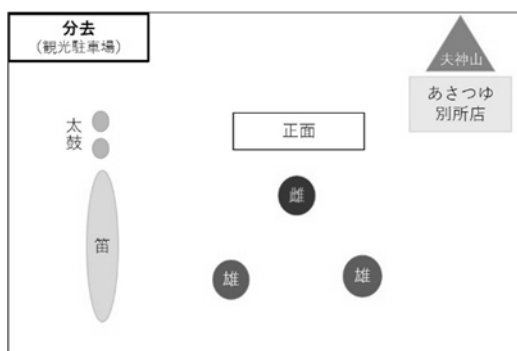 分去
（観光駐車場）
夫神山
あさつゆ
別所店
太鼓
正面
雌
笛
雄
雄